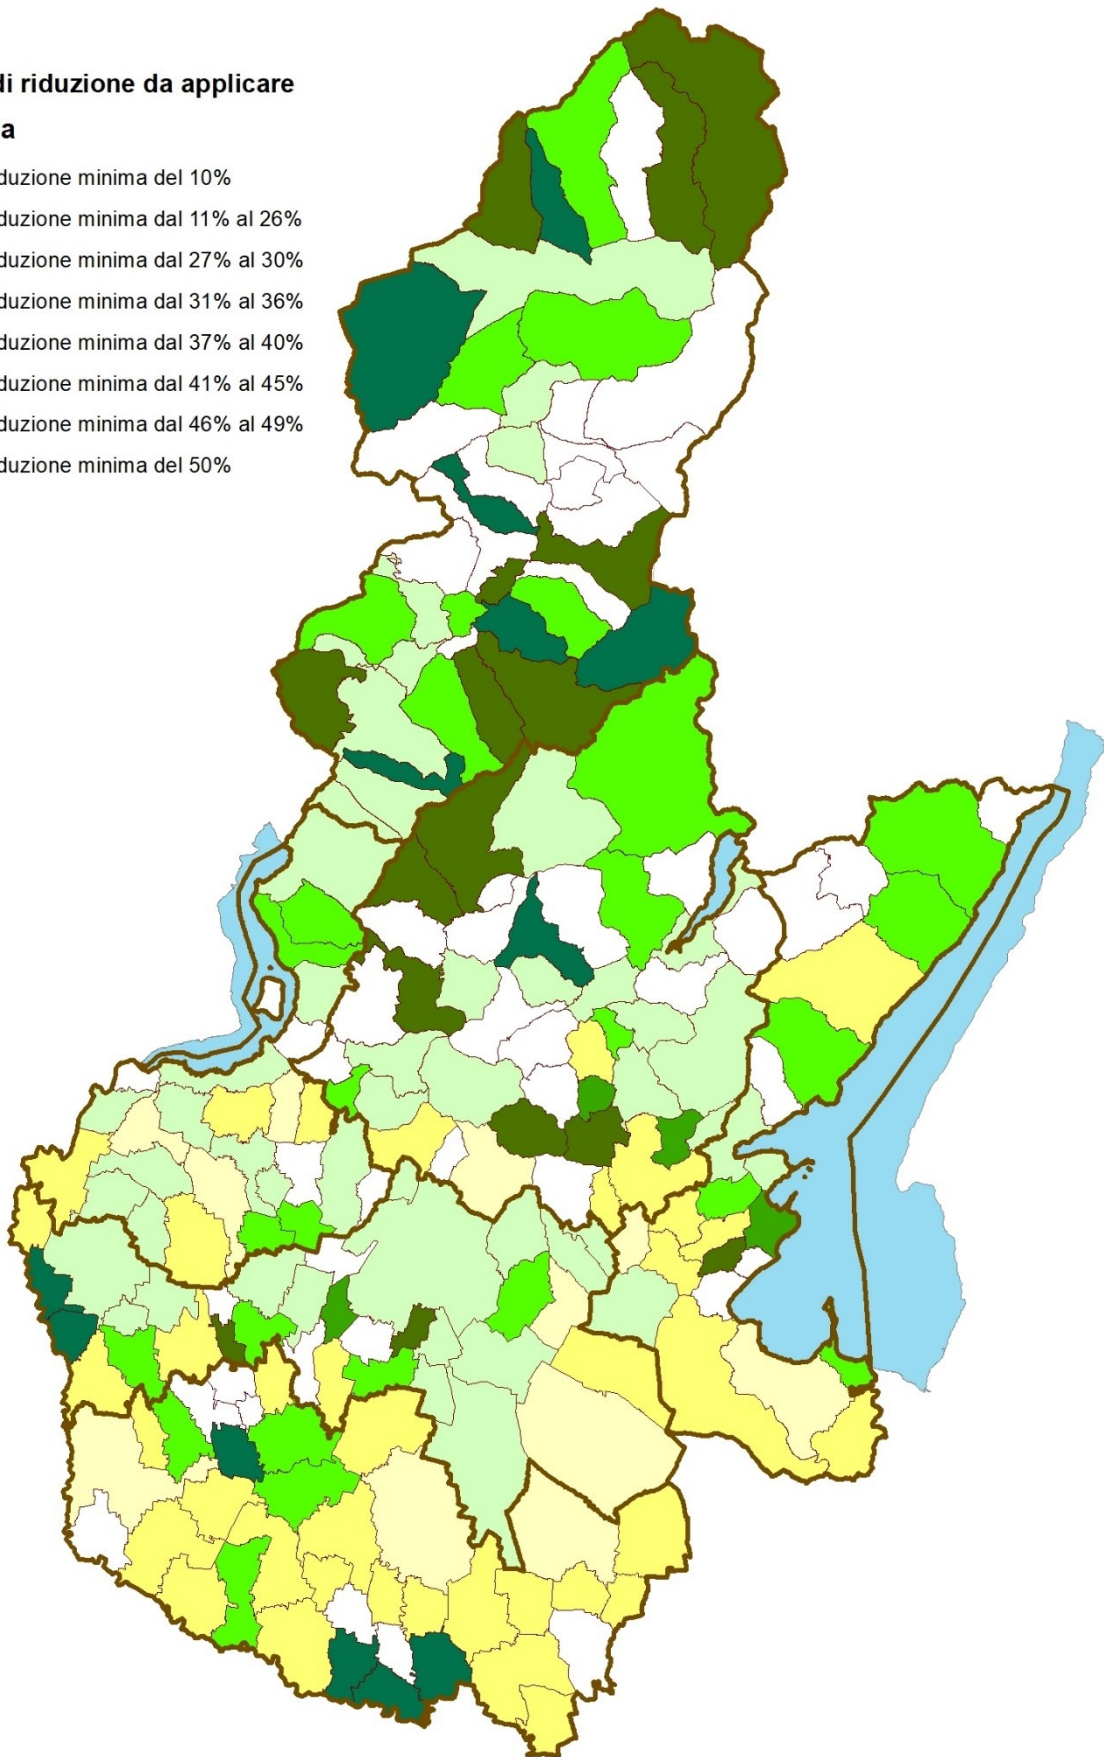 di riduzione da applicare
a
duzione minima del 10%
duzione minima dal 11% al 26%
duzione minima dal 27% al 30%
duzione minima dal 31% al 36%
duzione minima dal 37% al 40%
duzione minima dal 41% al 45%
duzione minima dal 46% al 49%
duzione minima del 50%